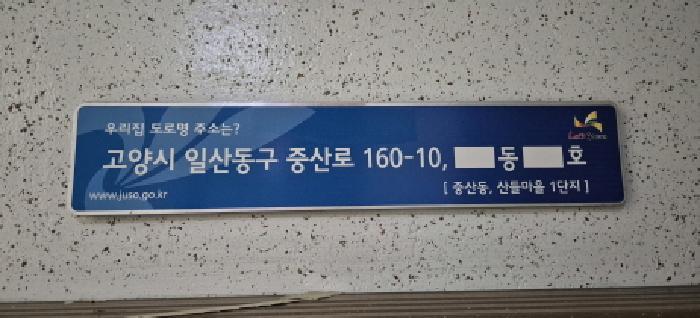 우리집 도로명 주소는?
고양시 일산동구 중산로 160-10, 동 호
[ 중산동, 산들마을 1단지 ]
www.juso.go.kr